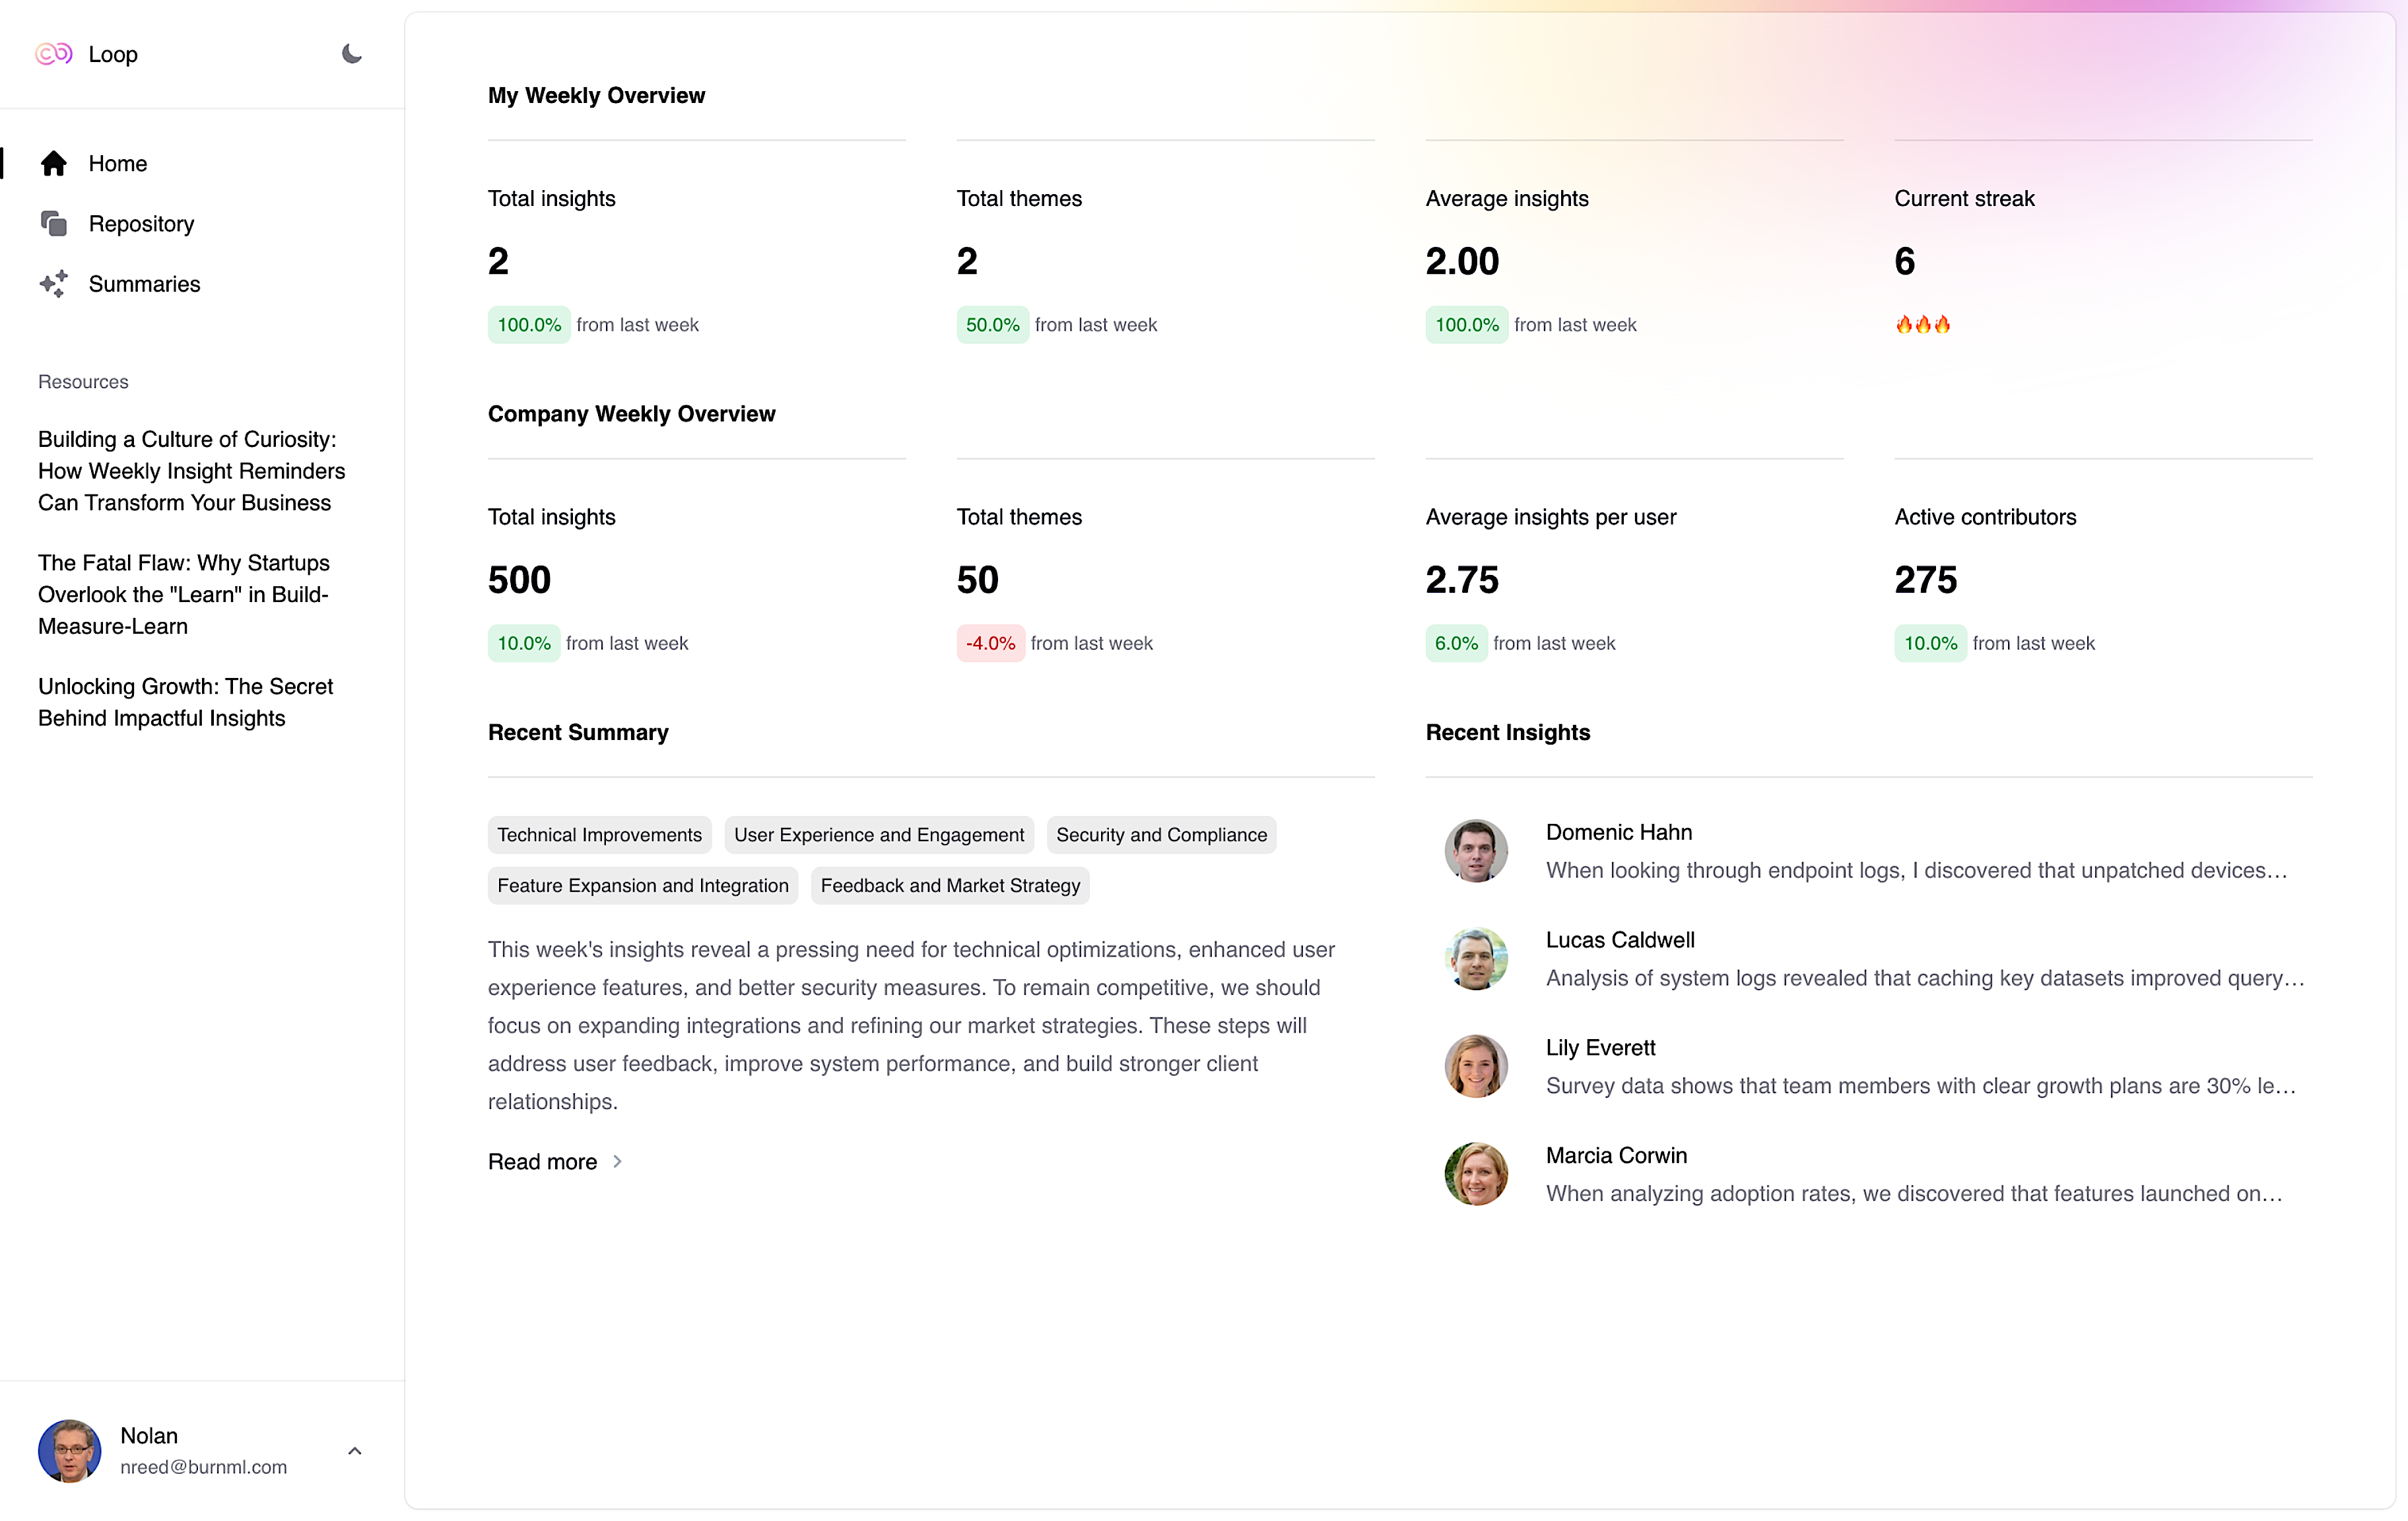 Loop
Home
Repository
Summaries
Resources
Building a Culture of Curiosity:
How Weekly Insight Reminders
Can Transform Your Business
The Fatal Flaw: Why Startups
Overlook the "Learn" in Build-
Measure-Learn
Unlocking Growth: The Secret
Behind Impactful Insights
Nolan
nreed@burnml.com
My Weekly Overview
Total insights
2
100.0% from last week
Total themes
2
50.0% from last week
Average insights
2.00
100.0% from last week
Current streak
6
🔥🔥🔥
Company Weekly Overview
Total insights
500
10.0% from last week
Total themes
50
-4.0% from last week
Average insights per user
2.75
6.0% from last week
Active contributors
275
10.0% from last week
Recent Summary
Technical Improvements User Experience and Engagement Security and Compliance
Feature Expansion and Integration Feedback and Market Strategy
This week's insights reveal a pressing need for technical optimizations, enhanced user
experience features, and better security measures. To remain competitive, we should
focus on expanding integrations and refining our market strategies. These steps will
address user feedback, improve system performance, and build stronger client
relationships.
Read more
Recent Insights
Domenic Hahn
When looking through endpoint logs, I discovered that unpatched devices…
Lucas Caldwell
Analysis of system logs revealed that caching key datasets improved query…
Lily Everett
Survey data shows that team members with clear growth plans are 30% le…
Marcia Corwin
When analyzing adoption rates, we discovered that features launched on…